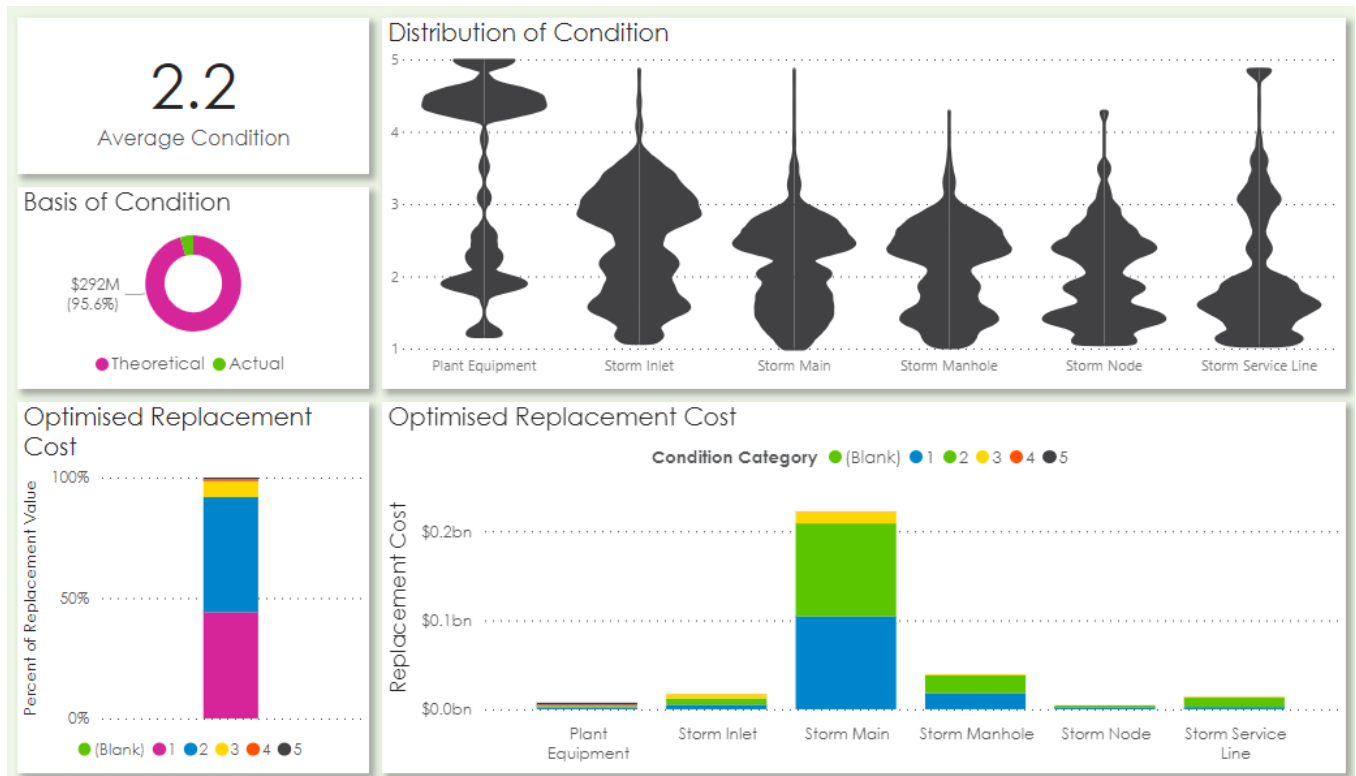 2.2
Average Condition
Basis of Condition
$292M
(95.6%)
Theoretical Actual
Distribution of Condition
5
4
3
2
1
Plant Equipment Storm Inlet Storm Main Storm Manhole Storm Node Storm Service Line
Optimised Replacement
Cost
Percent of Replacement Value
100%
50%
0%
(Blank) 1 2 3 4 5
Optimised Replacement Cost
Condition Category (Blank) 1 2 3 4 5
Replacement Cost
$0.2bn
$0.1bn
$0.0bn
Plant Storm Inlet Storm Main Storm Manhole Storm Node Storm Service
Equipment Line